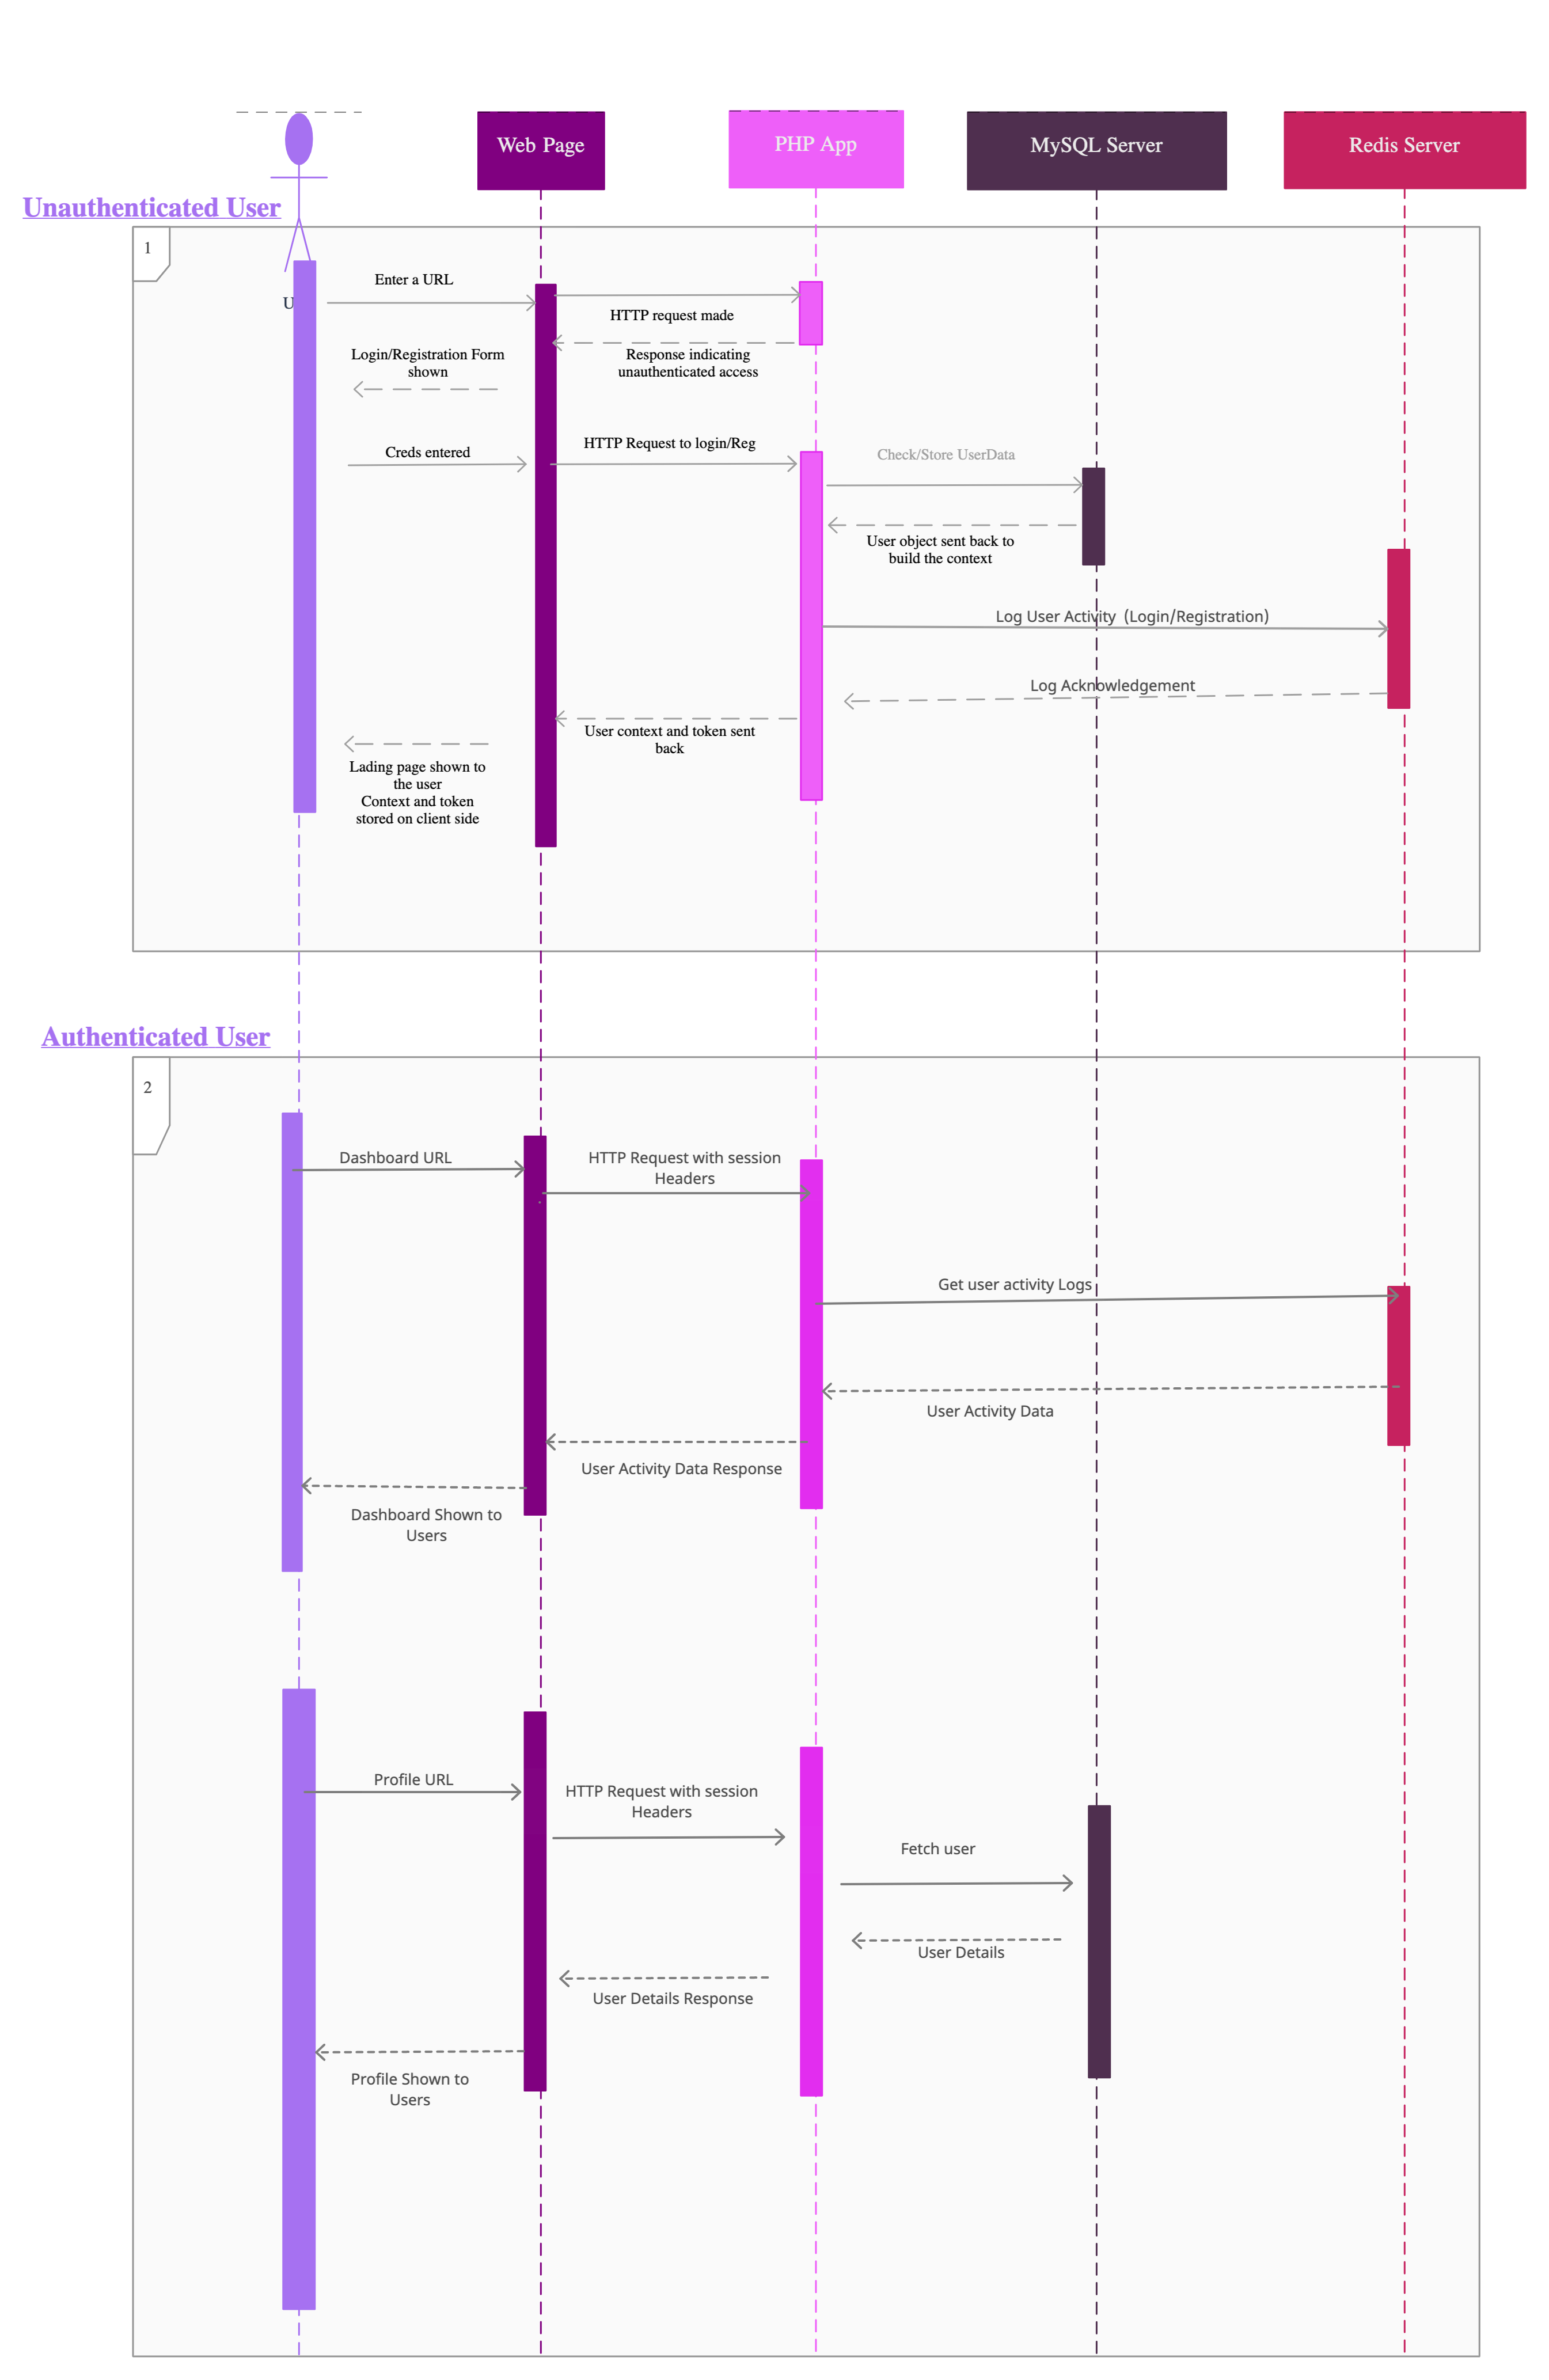 Web Page
PHP App
MySQL Server
Redis Server
Unauthenticated User
1
U
Enter a URL
HTTP request made
Login/Registration Form
shown
Response indicating
unauthenticated access
Creds entered
HTTP Request to login/Reg
Check/Store UserData
User object sent back to
build the context
Log User Activity (Login/Registration)
Log Acknowledgement
User context and token sent
back
Lading page shown to
the user
Context and token
stored on client side
Authenticated User
2
Dashboard URL
HTTP Request with session
Headers
Get user activity Logs
User Activity Data
User Activity Data Response
Dashboard Shown to
Users
Profile URL
HTTP Request with session
Headers
Fetch user
User Details
User Details Response
Profile Shown to
Users